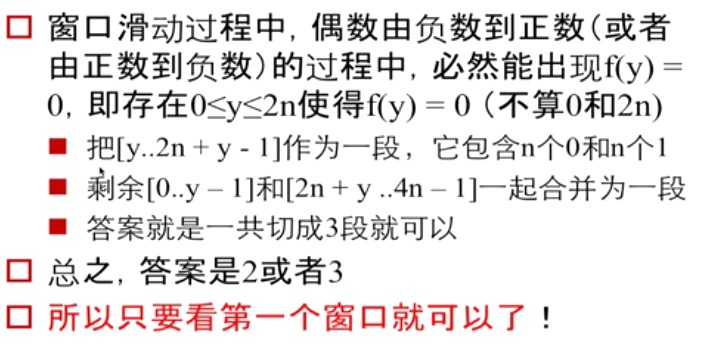 窗口滑动过程中，偶数由负数到正数（或者
由正数到负数）的过程中，必然能出现f(y) =
0，即存在0≤y≤2n使得f(y) = 0（不算0和2n）
把[y..2n + y - 1]作为一段，它包含n个0和n个1
剩余[0..y – 1]和[2n + y ..4n – 1]一起合并为一段
答案就是一共切成3段就可以
总之，答案是2或者3
所以只要看第一个窗口就可以了！